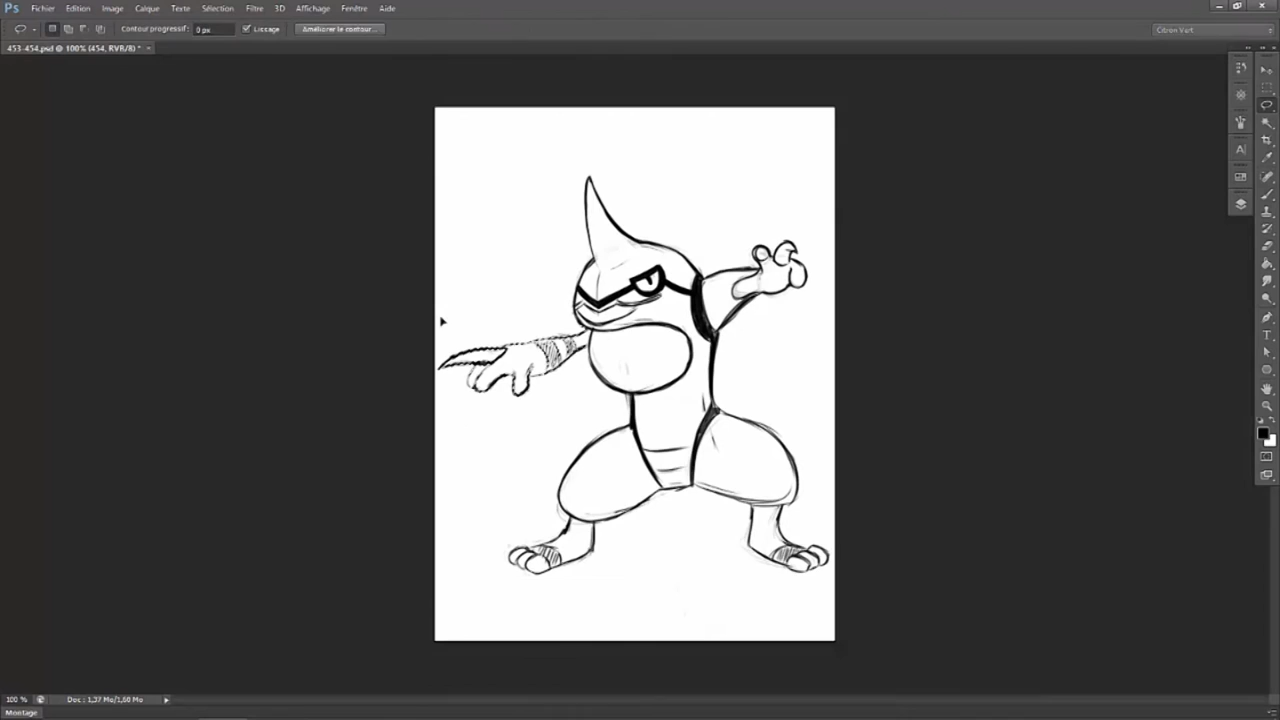 Ps Fichier Edition Image Calque Texte Sélection Filtre 3D Affichage Fenêtre Aide
Contour progressif: 0 px Lissage Améliorer le contour... Citron Vert
453-454.psd @ 100% (454, RVB/8) * ×
100 % Doc : 1,37 Mo/1,60 Mo
Montage